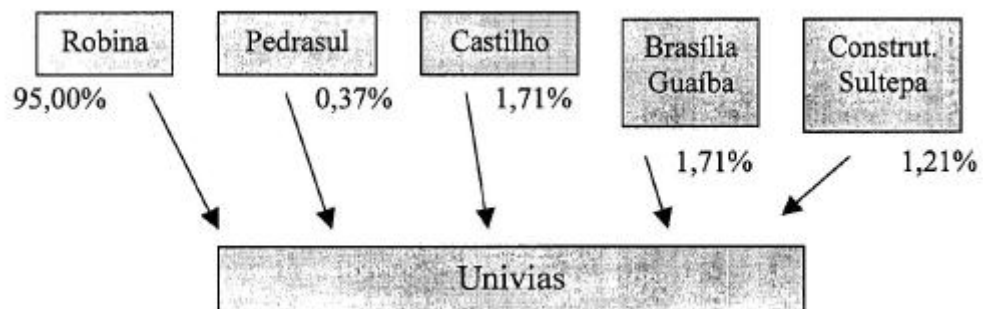 Robina
Pedrasul
Castilho
Brasília
Guaíba
Construt.
Sultepa
95,00%
0,37%
1,71%
1,71%
1,21%
Univias